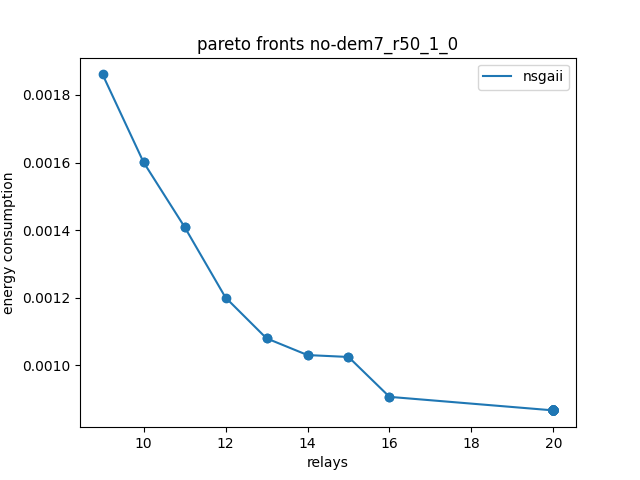 pareto fronts no-dem7_r50_1_0
nsgaii
0.0018
0.0016
0.0014
0.0012
0.0010
energy consumption
10 12 14 16 18 20
relays